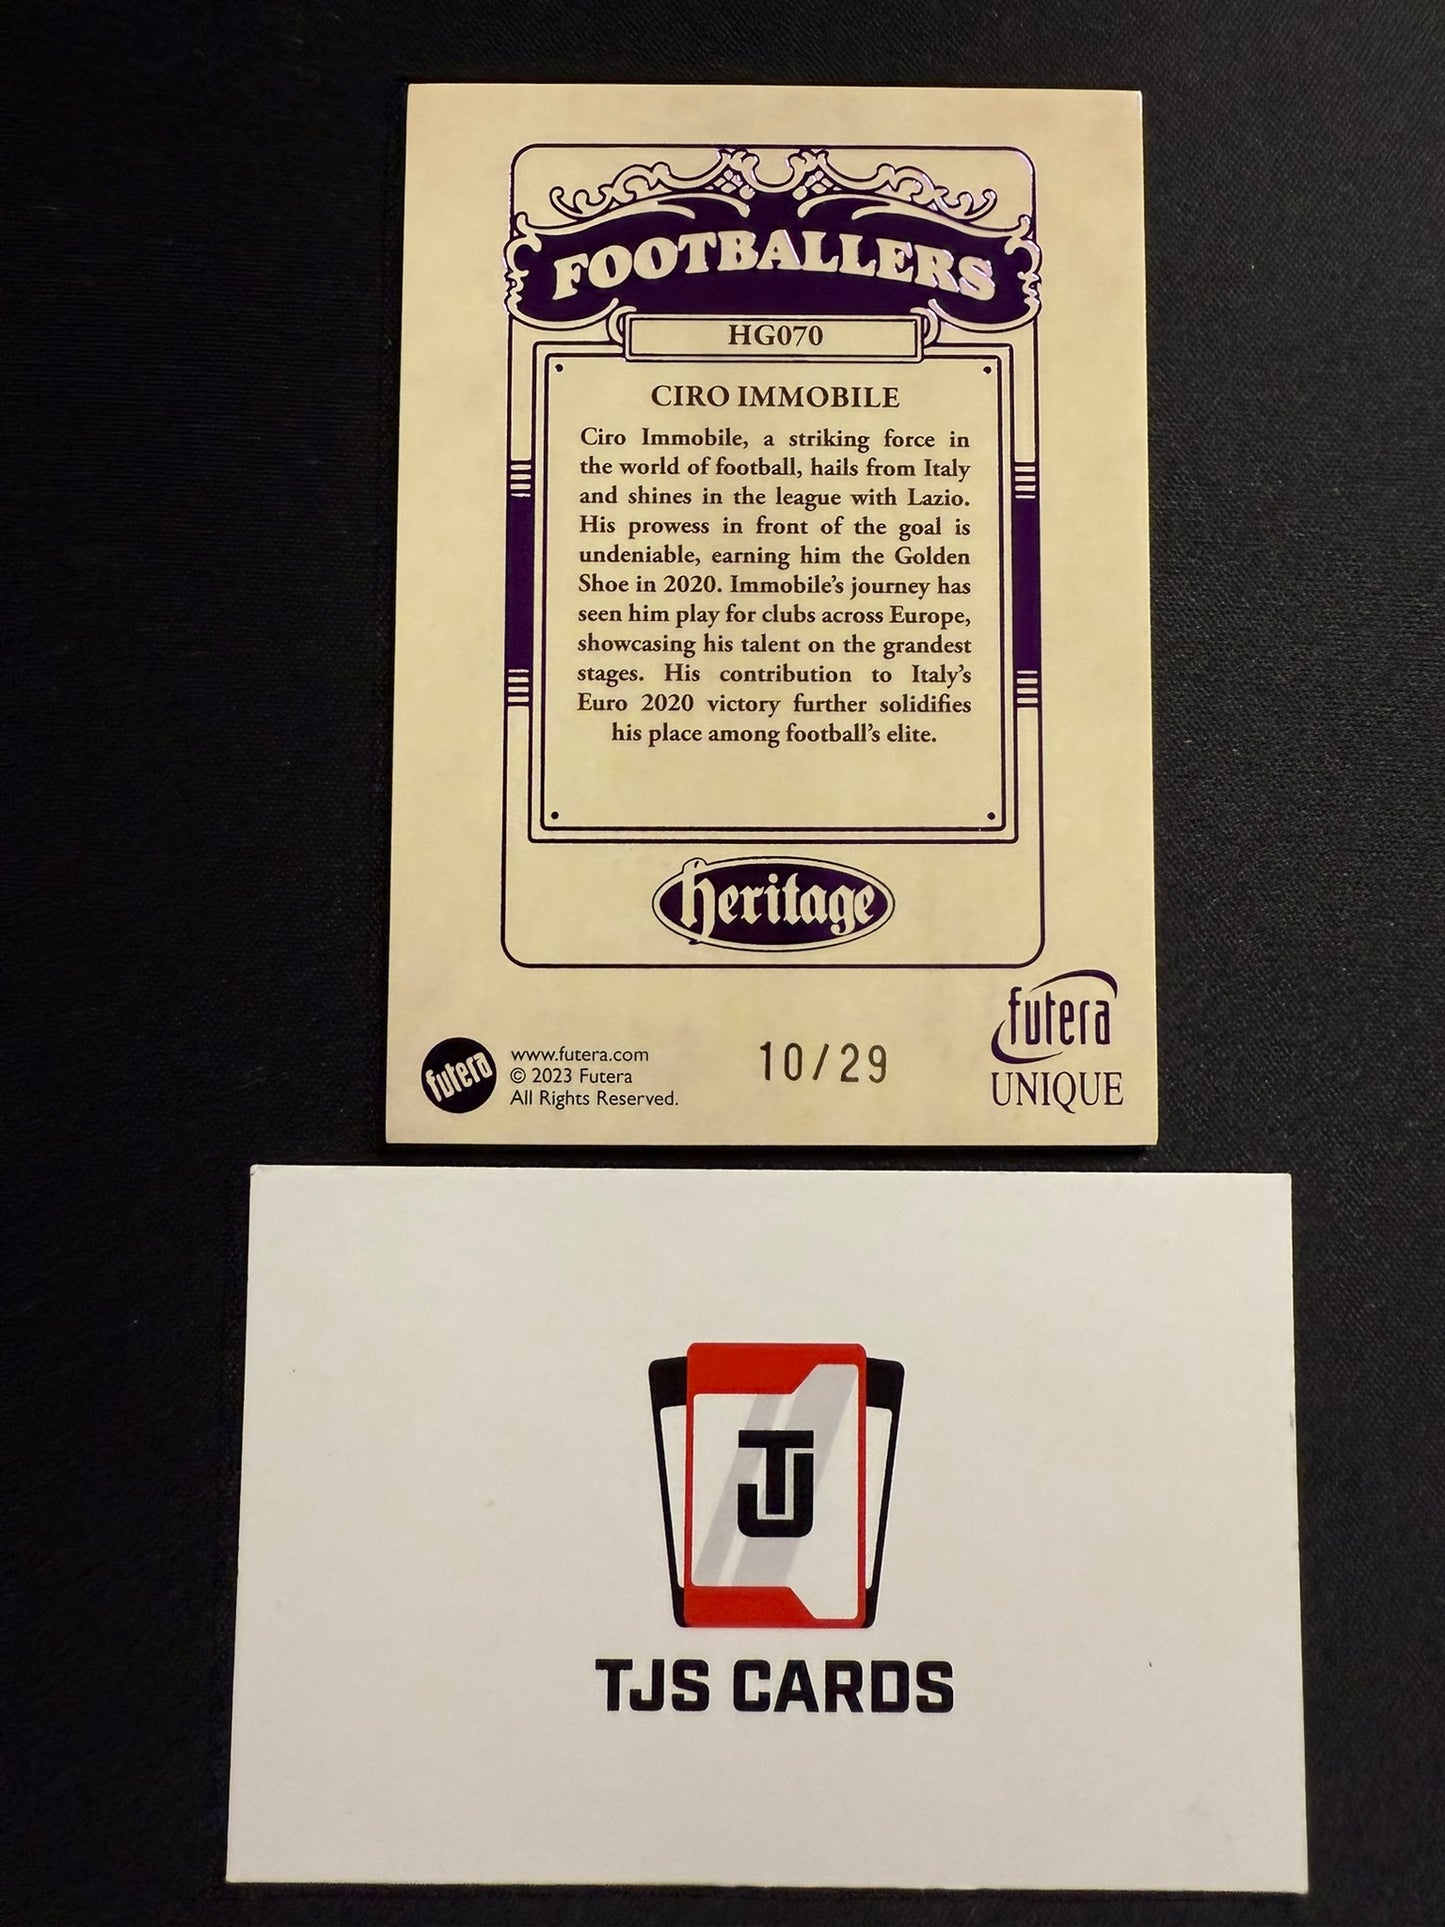 FOOTBALLERS
HG070
CIRO IMMOBILE
Ciro Immobile, a striking force in
the world of football, hails from Italy
and shines in the league with Lazio.
His prowess in front of the goal is
undeniable, earning him the Golden
Shoe in 2020. Immobile's journey has
seen him play for clubs across Europe,
showcasing his talent on the grandest
stages. His contribution to Italy's
Euro 2020 victory further solidifies
his place among football's elite.
heritage
futera
www.futera.com
© 2023 Futera
All Rights Reserved.
10/29
futera
UNIQUE
TJ
TJS CARDS